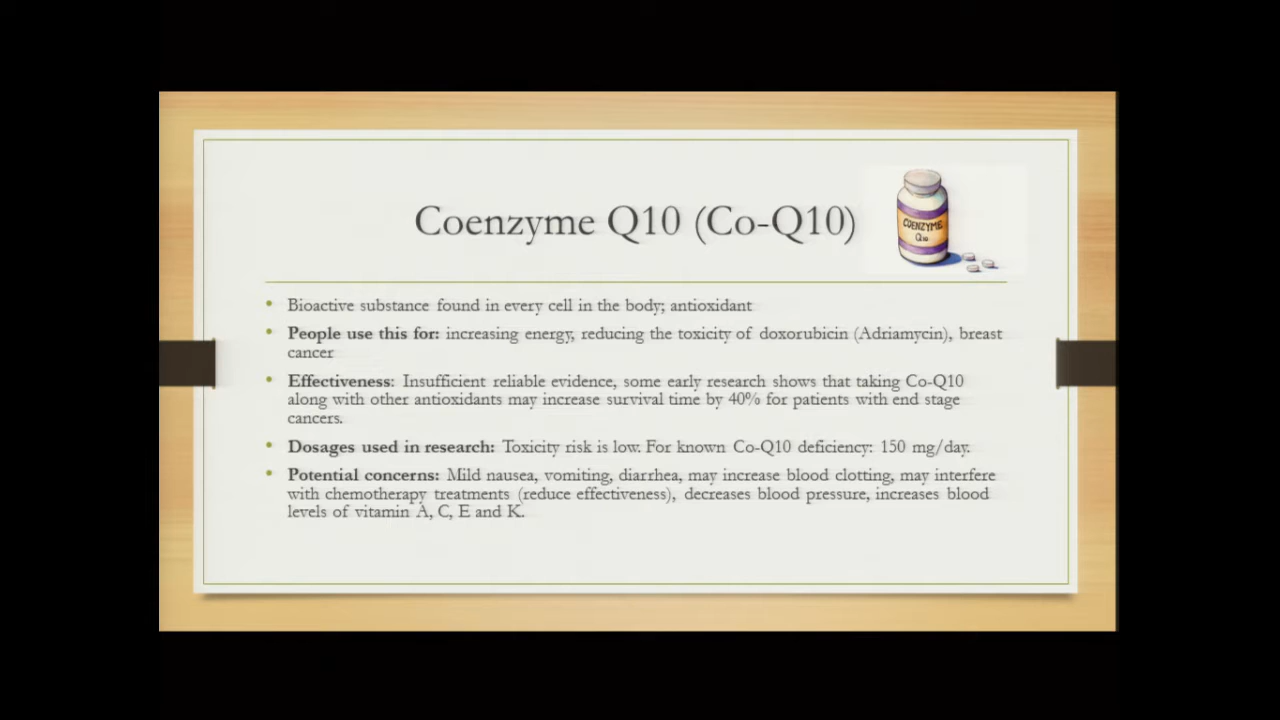 Coenzyme Q10 (Co-Q10)
COENZYME
Q10
• Bioactive substance found in every cell in the body; antioxidant
• People use this for: increasing energy, reducing the toxicity of doxorubicin (Adriamycin), breast
cancer
• Effectiveness: Insufficient reliable evidence, some early research shows that taking Co-Q10
along with other antioxidants may increase survival time by 40% for patients with end stage
cancers.
• Dosages used in research: Toxicity risk is low. For known Co-Q10 deficiency: 150 mg/day.
• Potential concerns: Mild nausea, vomiting, diarrhea, may increase blood clotting, may interfere
with chemotherapy treatments (reduce effectiveness), decreases blood pressure, increases blood
levels of vitamin A, C, E and K.